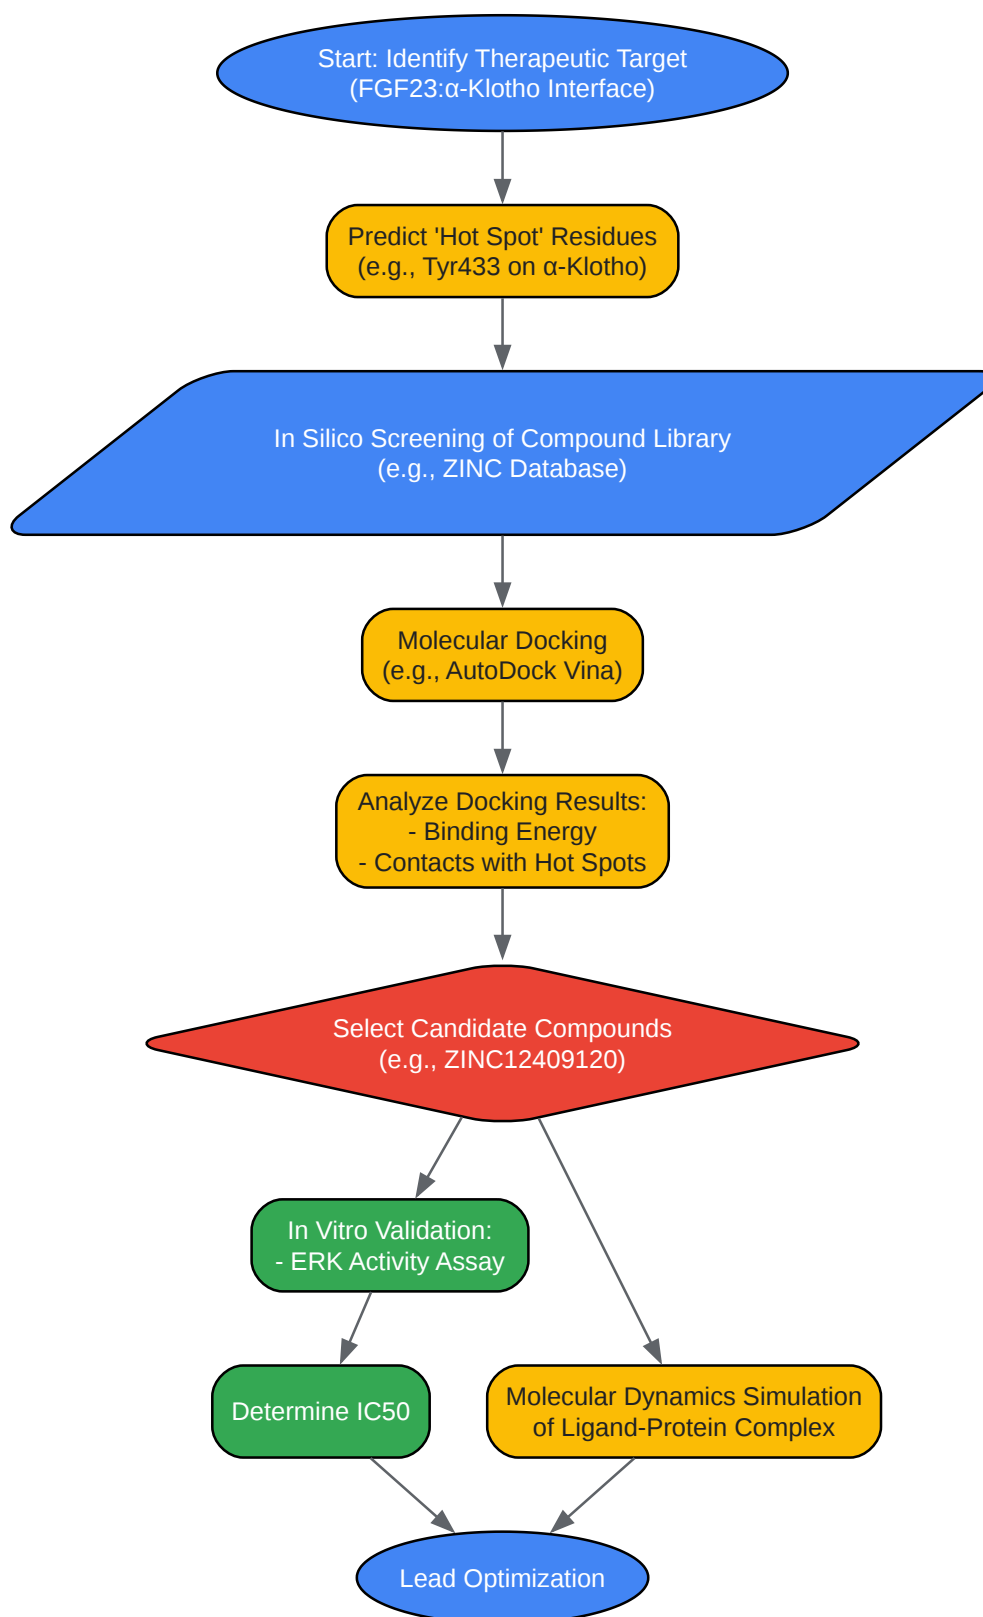 Start: Identify Therapeutic Target
(FGF23:α-Klotho Interface)
Predict 'Hot Spot' Residues
(e.g., Tyr433 on α-Klotho)
In Silico Screening of Compound Library
(e.g., ZINC Database)
Molecular Docking
(e.g., AutoDock Vina)
Analyze Docking Results:
- Binding Energy
- Contacts with Hot Spots
Select Candidate Compounds
(e.g., ZINC12409120)
In Vitro Validation:
- ERK Activity Assay
Determine IC50
Molecular Dynamics Simulation
of Ligand-Protein Complex
Lead Optimization